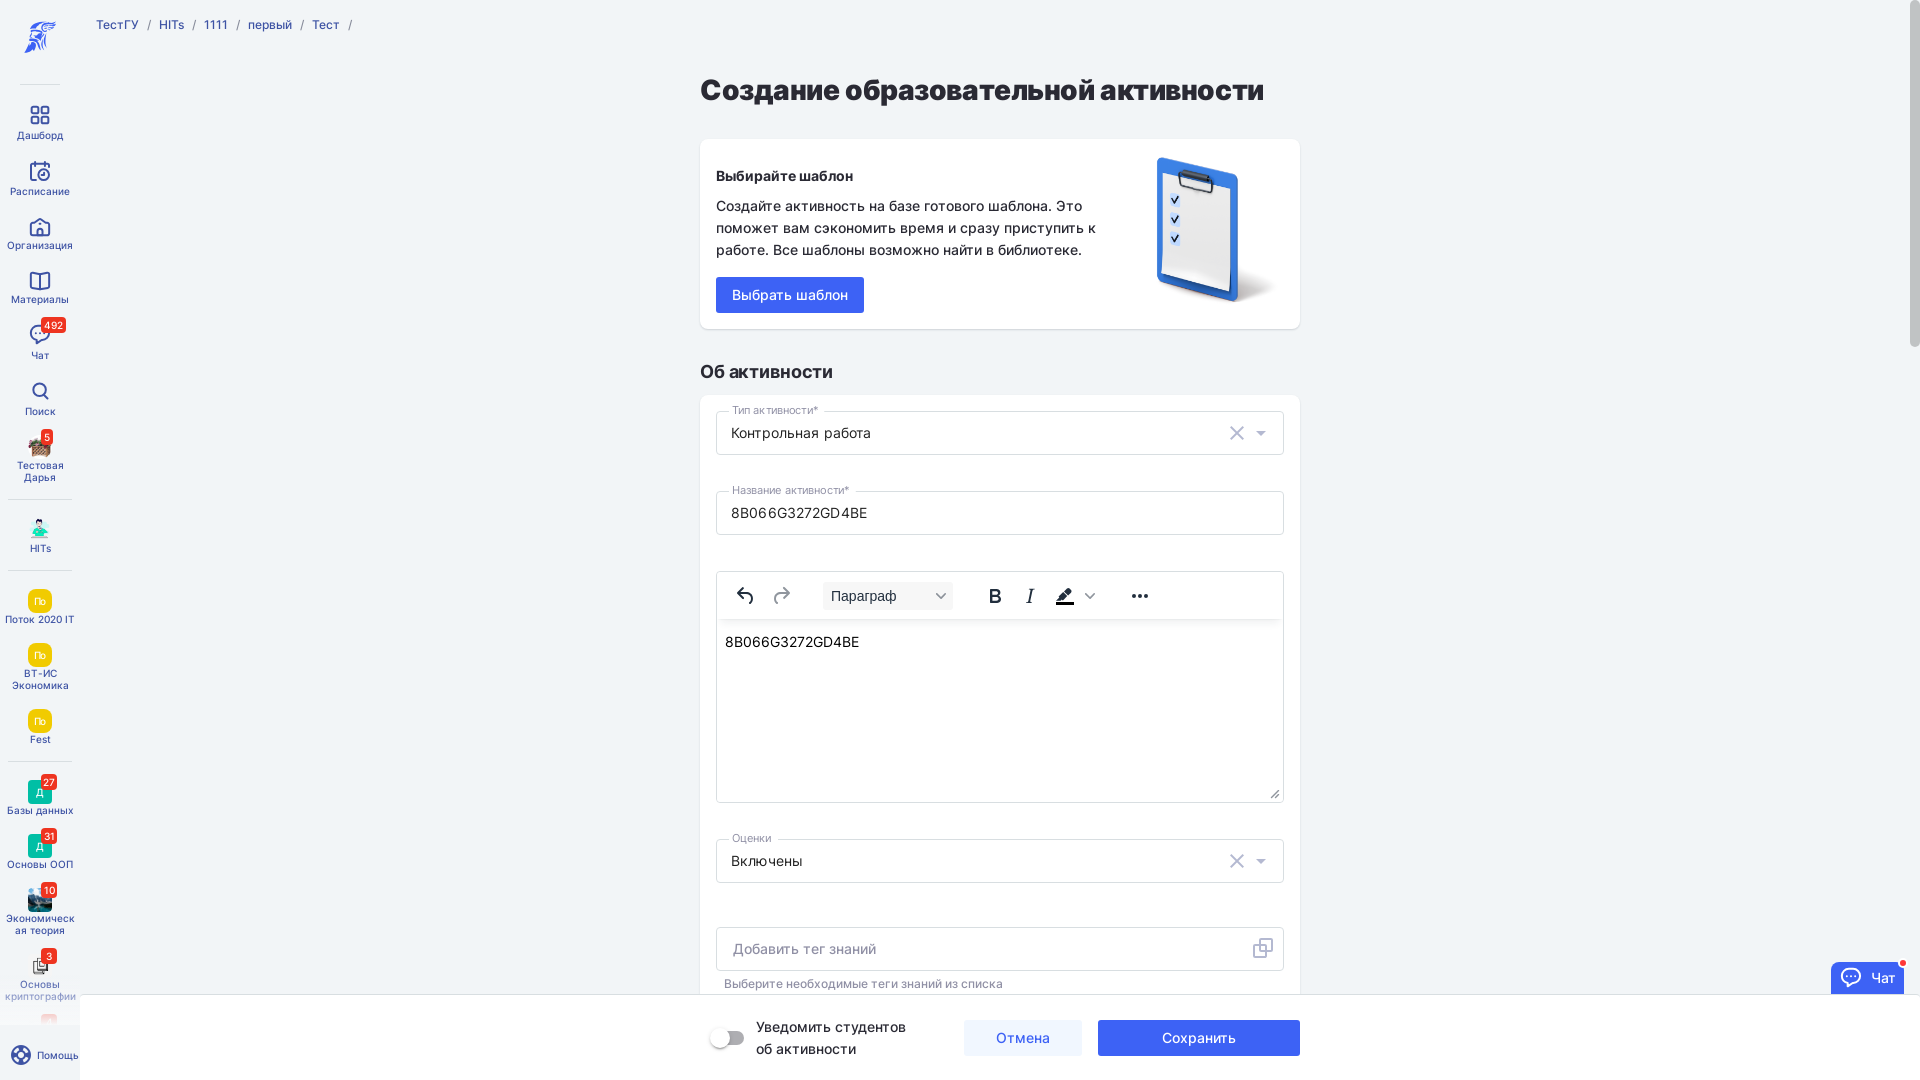 ТестГУ / HITs / 1111 / первый / Тест /
Дашборд
Расписание
Организация
Материалы
492
Чат
Поиск
5
Тестовая
Дарья
HITs
По
Поток 2020 IT
По
ВТ-ИС
Экономика
По
Fest
Д
27
Базы данных
Д
31
Основы ООП
10
Экономическ
ая теория
3
Основы
криптографии
Помощь
Создание образовательной активности
Выбирайте шаблон
Создайте активность на базе готового шаблона. Это
поможет вам сэкономить время и сразу приступить к
работе. Все шаблоны возможно найти в библиотеке.
Выбрать шаблон
Об активности
Тип активности*
Контрольная работа
Название активности*
8B066G3272GD4BE
Параграф
B I
8B066G3272GD4BE
Оценки
Включены
Добавить тег знаний
Выберите необходимые теги знаний из списка
Чат
Уведомить студентов
об активности
Отмена
Сохранить